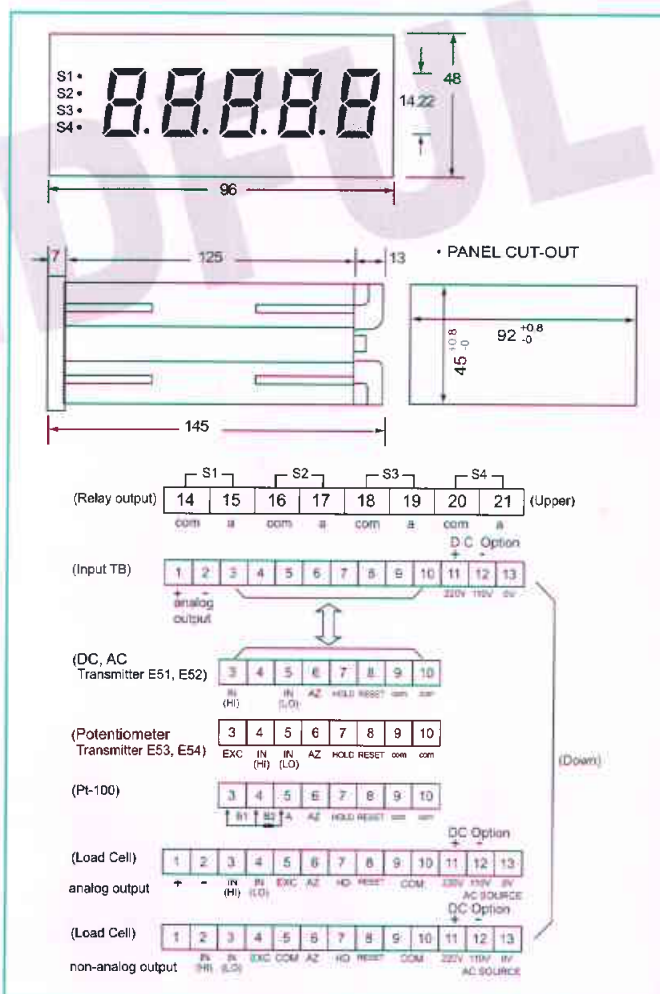 DFUL
S1 •
S2 •
S3 •
S4 •
8.8.8.8.8
14.22
48
96
7
125
13
• PANEL CUT-OUT
92 +0.8 -0
45 +0.8 -0
145
S1 S2 S3 S4
(Relay output) 14 15 16 17 18 19 20 21 (Upper)
com a com a com a com a
DC Option
+ -
(Input TB) 1 2 3 4 5 6 7 8 9 10 11 12 13
+ - 220V 110V 0V
analog
output
(DC, AC
Transmitter E51, E52) 3 4 5 6 7 8 9 10
IN (HI) IN (LO) AZ HOLD RESET com com
(Potentiometer
Transmitter E53, E54) 3 4 5 6 7 8 9 10
EXC IN (HI) IN (LO) AZ HOLD RESET com com
(Down)
(Pt-100) 3 4 5 6 7 8 9 10
B1 B2 A AZ HOLD RESET com com
DC Option
+ -
(Load Cell) 1 2 3 4 5 6 7 8 9 10 11 12 13
analog output + - IN (HI) IN (LO) EXC AZ HO RESET COM 220V 110V 0V
AC SOURCE
DC Option
+ -
(Load Cell) 1 2 3 4 5 6 7 8 9 10 11 12 13
non-analog output IN (HI) IN (LO) EXC COM AZ HO RESET COM 220V 110V 0V
AC SOURCE